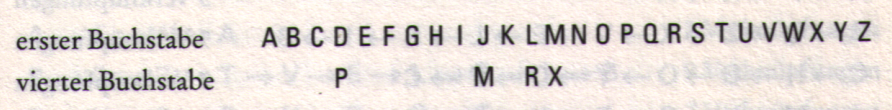 erster Buchstabe A B C D E F G H I J K L M N O P Q R S T U V W X Y Z
vierter Buchstabe P M R X